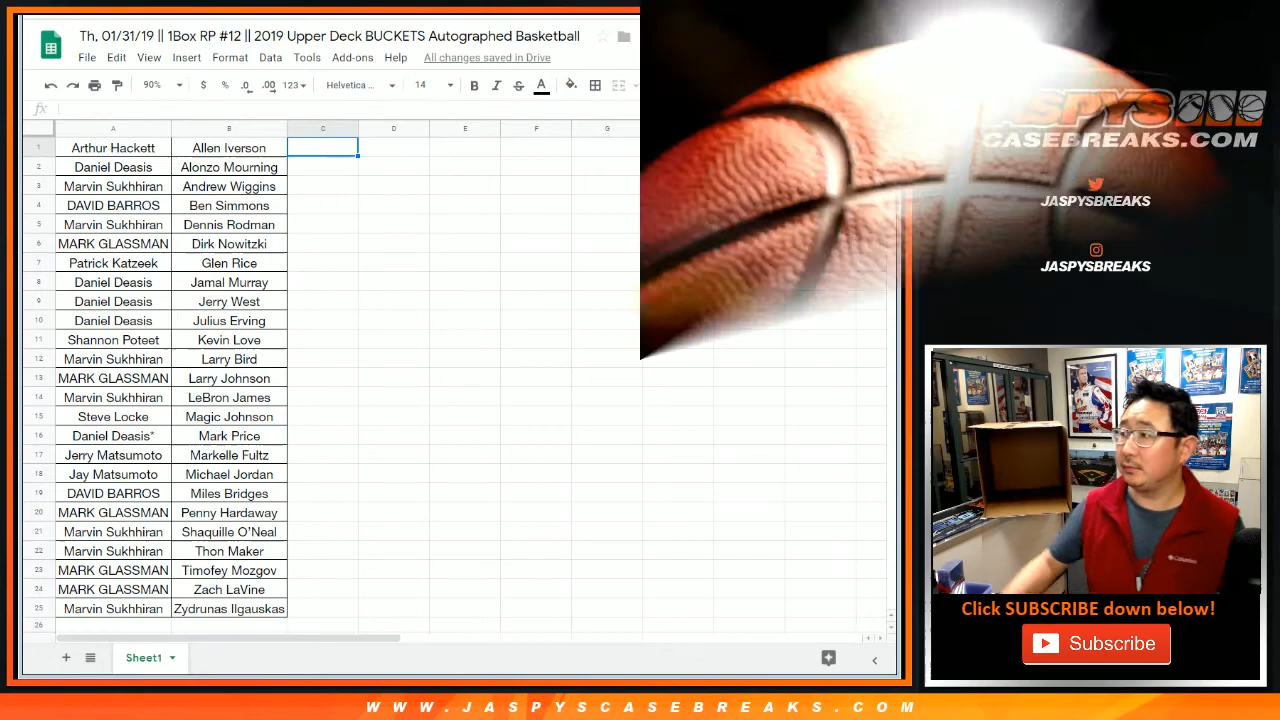 Th, 01/31/19 || 1Box RP #12 || 2019 Upper Deck BUCKETS Autographed Basketball
File Edit View Insert Format Data Tools Add-ons Help All changes saved in Drive
90% $ % .0 .00 123 Helvetica ... 14 B I S A
fx
A B C D E F G
1 Arthur Hackett Allen Iverson
2 Daniel Deasis Alonzo Mourning
3 Marvin Sukhhiran Andrew Wiggins
4 DAVID BARROS Ben Simmons
5 Marvin Sukhhiran Dennis Rodman
6 MARK GLASSMAN Dirk Nowitzki
7 Patrick Katzeek Glen Rice
8 Daniel Deasis Jamal Murray
9 Daniel Deasis Jerry West
10 Daniel Deasis Julius Erving
11 Shannon Poteet Kevin Love
12 Marvin Sukhhiran Larry Bird
13 MARK GLASSMAN Larry Johnson
14 Marvin Sukhhiran LeBron James
15 Steve Locke Magic Johnson
16 Daniel Deasis* Mark Price
17 Jerry Matsumoto Markelle Fultz
18 Jay Matsumoto Michael Jordan
19 DAVID BARROS Miles Bridges
20 MARK GLASSMAN Penny Hardaway
21 Marvin Sukhhiran Shaquille O'Neal
22 Marvin Sukhhiran Thon Maker
23 MARK GLASSMAN Timofey Mozgov
24 MARK GLASSMAN Zach LaVine
25 Marvin Sukhhiran Zydrunas Ilgauskas
26
Sheet1
JASPYS
CASEBREAKS.COM
JASPYSBREAKS
JASPYSBREAKS
Columbia
Click SUBSCRIBE down below!
Subscribe
WWW.JASPYSCASEBREAKS.COM